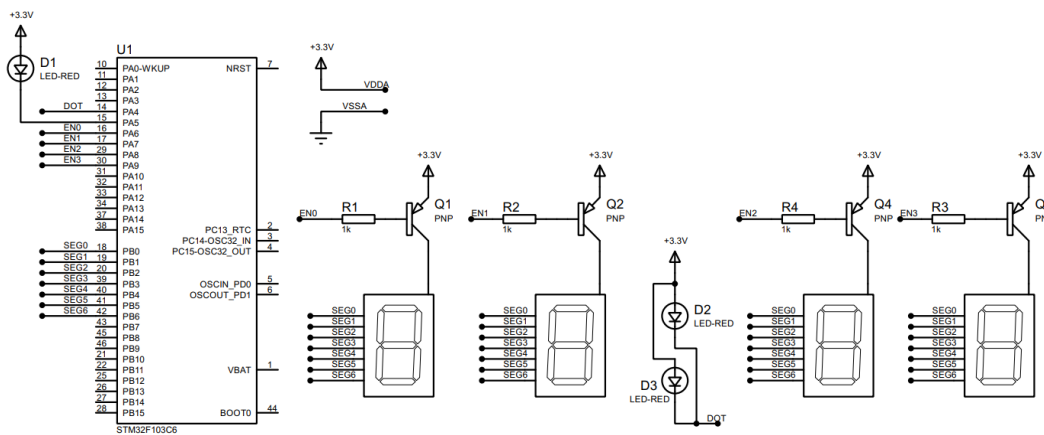 +3.3V
D1
LED-RED
U1
10 PA0-WKUP
11 PA1
12 PA2
13 PA3
DOT 14 PA4
15 PA5
EN0 16 PA6
EN1 17 PA7
EN2 29 PA8
EN3 30 PA9
31 PA10
32 PA11
33 PA12
34 PA13
37 PA14
38 PA15
SEG0 18 PB0
SEG1 19 PB1
SEG2 20 PB2
SEG3 39 PB3
SEG4 40 PB4
SEG5 41 PB5
SEG6 42 PB6
43 PB7
45 PB8
46 PB9
21 PB10
22 PB11
25 PB12
26 PB13
27 PB14
28 PB15
NRST 7
PC13_RTC 2
PC14-OSC32_IN 3
PC15-OSC32_OUT 4
OSCIN_PD0 5
OSCOUT_PD1 6
VBAT 1
BOOT0 44
STM32F103C6
+3.3V
VDDA
VSSA
+3.3V
EN0
R1
1k
Q1
PNP
SEG0
SEG1
SEG2
SEG3
SEG4
SEG5
SEG6
+3.3V
EN1
R2
1k
Q2
PNP
SEG0
SEG1
SEG2
SEG3
SEG4
SEG5
SEG6
+3.3V
D2
LED-RED
D3
LED-RED
DOT
+3.3V
EN2
R4
1k
Q4
PNP
SEG0
SEG1
SEG2
SEG3
SEG4
SEG5
SEG6
+3.3V
EN3
R3
1k
PN
SEG0
SEG1
SEG2
SEG3
SEG4
SEG5
SEG6